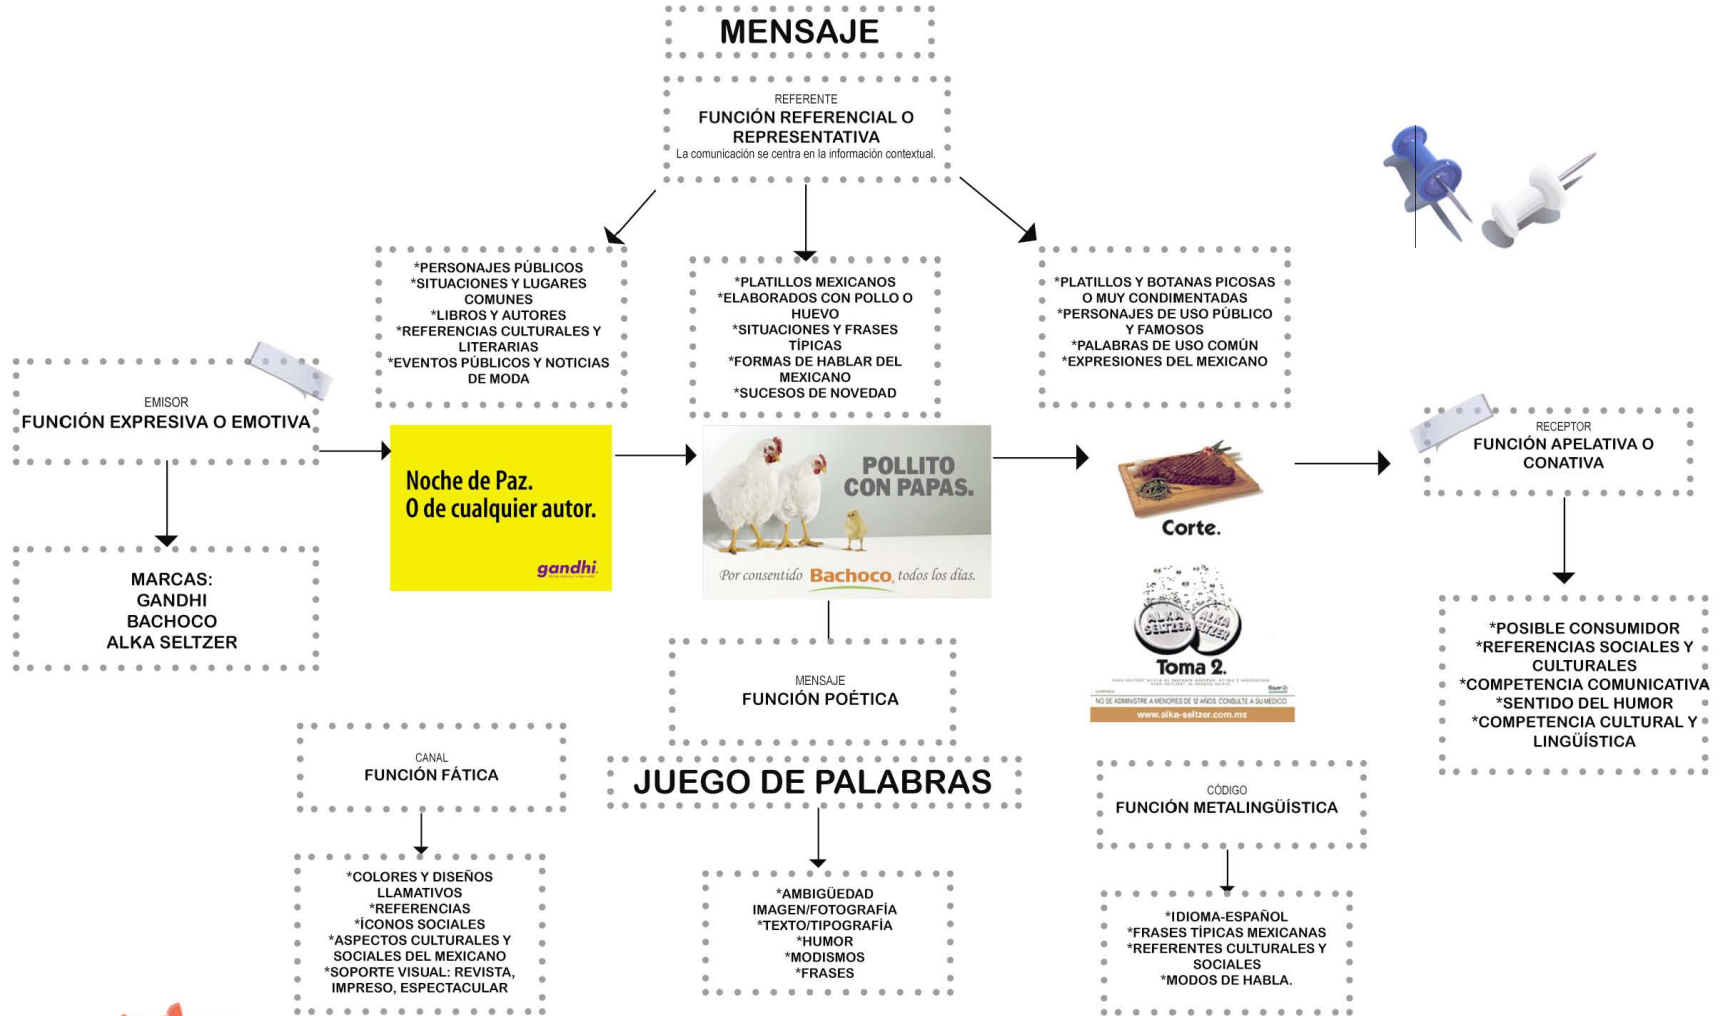 MENSAJE
REFERENTE
FUNCIÓN REFERENCIAL O
REPRESENTATIVA
La comunicación se centra en la información contextual.
*PERSONAJES PÚBLICOS
*SITUACIONES Y LUGARES
COMUNES
*LIBROS Y AUTORES
*REFERENCIAS CULTURALES Y
LITERARIAS
*EVENTOS PÚBLICOS Y NOTICIAS
DE MODA
*PLATILLOS MEXICANOS
*ELABORADOS CON POLLO O
HUEVO
*SITUACIONES Y FRASES
TÍPICAS
*FORMAS DE HABLAR DEL
MEXICANO
*SUCESOS DE NOVEDAD
*PLATILLOS Y BOTANAS PICOSAS
O MUY CONDIMENTADAS
*PERSONAJES DE USO PÚBLICO
Y FAMOSOS
*PALABRAS DE USO COMÚN
*EXPRESIONES DEL MEXICANO
EMISOR
FUNCIÓN EXPRESIVA O EMOTIVA
MARCAS:
GANDHI
BACHOCO
ALKA SELTZER
Noche de Paz.
O de cualquier autor.
gandhi.
POLLITO
CON PAPAS.
Por consentido Bachoco, todos los días.
Corte.
ALKA
SELTZER
ALKA
SELTZER
Toma 2.
NO SE ADMINISTRE A MENORES DE 12 AÑOS. CONSULTE A SU MEDICO.
www.alka-seltzer.com.mx
RECEPTOR
FUNCIÓN APELATIVA O
CONATIVA
*POSIBLE CONSUMIDOR
*REFERENCIAS SOCIALES Y
CULTURALES
*COMPETENCIA COMUNICATIVA
*SENTIDO DEL HUMOR
*COMPETENCIA CULTURAL Y
LINGÜÍSTICA
MENSAJE
FUNCIÓN POÉTICA
JUEGO DE PALABRAS
*AMBIGÜEDAD
IMAGEN/FOTOGRAFÍA
*TEXTO/TIPOGRAFÍA
*HUMOR
*MODISMOS
*FRASES
CANAL
FUNCIÓN FÁTICA
*COLORES Y DISEÑOS
LLAMATIVOS
*REFERENCIAS
*ÍCONOS SOCIALES
*ASPECTOS CULTURALES Y
SOCIALES DEL MEXICANO
*SOPORTE VISUAL: REVISTA,
IMPRESO, ESPECTACULAR
CÓDIGO
FUNCIÓN METALINGÜÍSTICA
*IDIOMA-ESPAÑOL
*FRASES TÍPICAS MEXICANAS
*REFERENTES CULTURALES Y
SOCIALES
*MODOS DE HABLA.